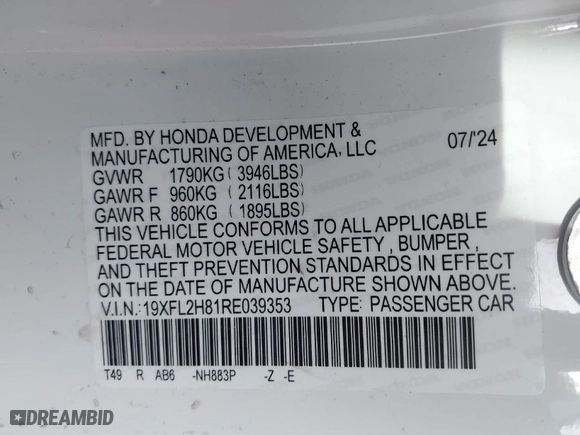 MFD. BY HONDA DEVELOPMENT &
MANUFACTURING OF AMERICA, LLC 07/'24
GVWR 1790KG (3946LBS)
GAWR F 960KG (2116LBS)
GAWR R 860KG (1895LBS)
THIS VEHICLE CONFORMS TO ALL APPLICABLE
FEDERAL MOTOR VEHICLE SAFETY, BUMPER,
AND THEFT PREVENTION STANDARDS IN EFFECT
ON THE DATE OF MANUFACTURE SHOWN ABOVE.
V.I.N.:19XFL2H81RE039353 TYPE: PASSENGER CAR
T49 R AB6 -NH883P -Z -E
DREAMBID